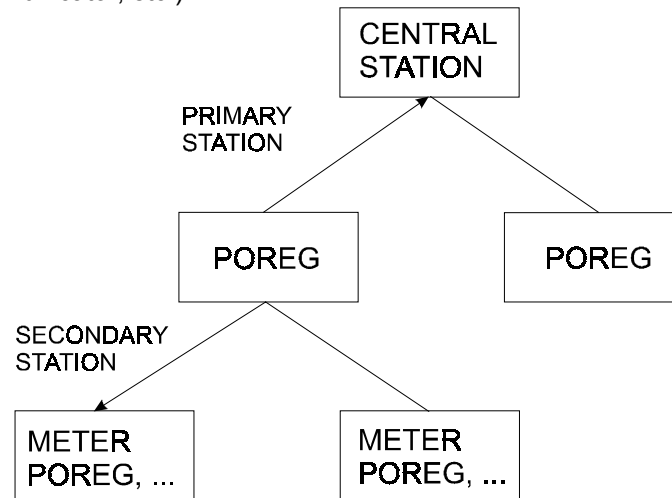 CENTRAL
STATION
PRIMARY
STATION
POREG
POREG
SECONDARY
STATION
METER
POREG, ...
METER
POREG, ...